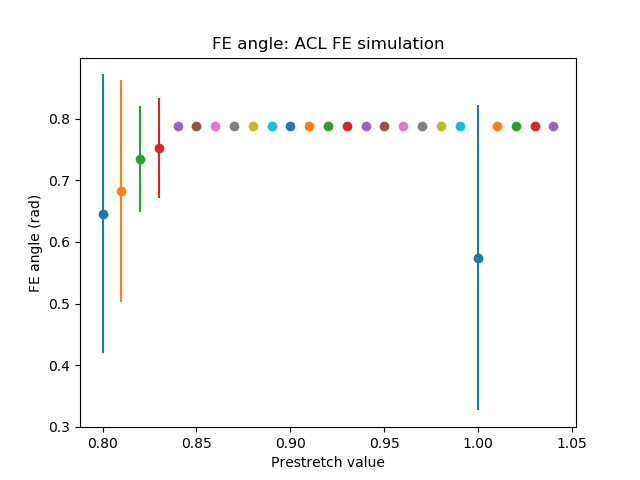 FE angle: ACL FE simulation
FE angle (rad)
0.8
0.7
0.6
0.5
0.4
0.3
0.80 0.85 0.90 0.95 1.00 1.05
Prestretch value